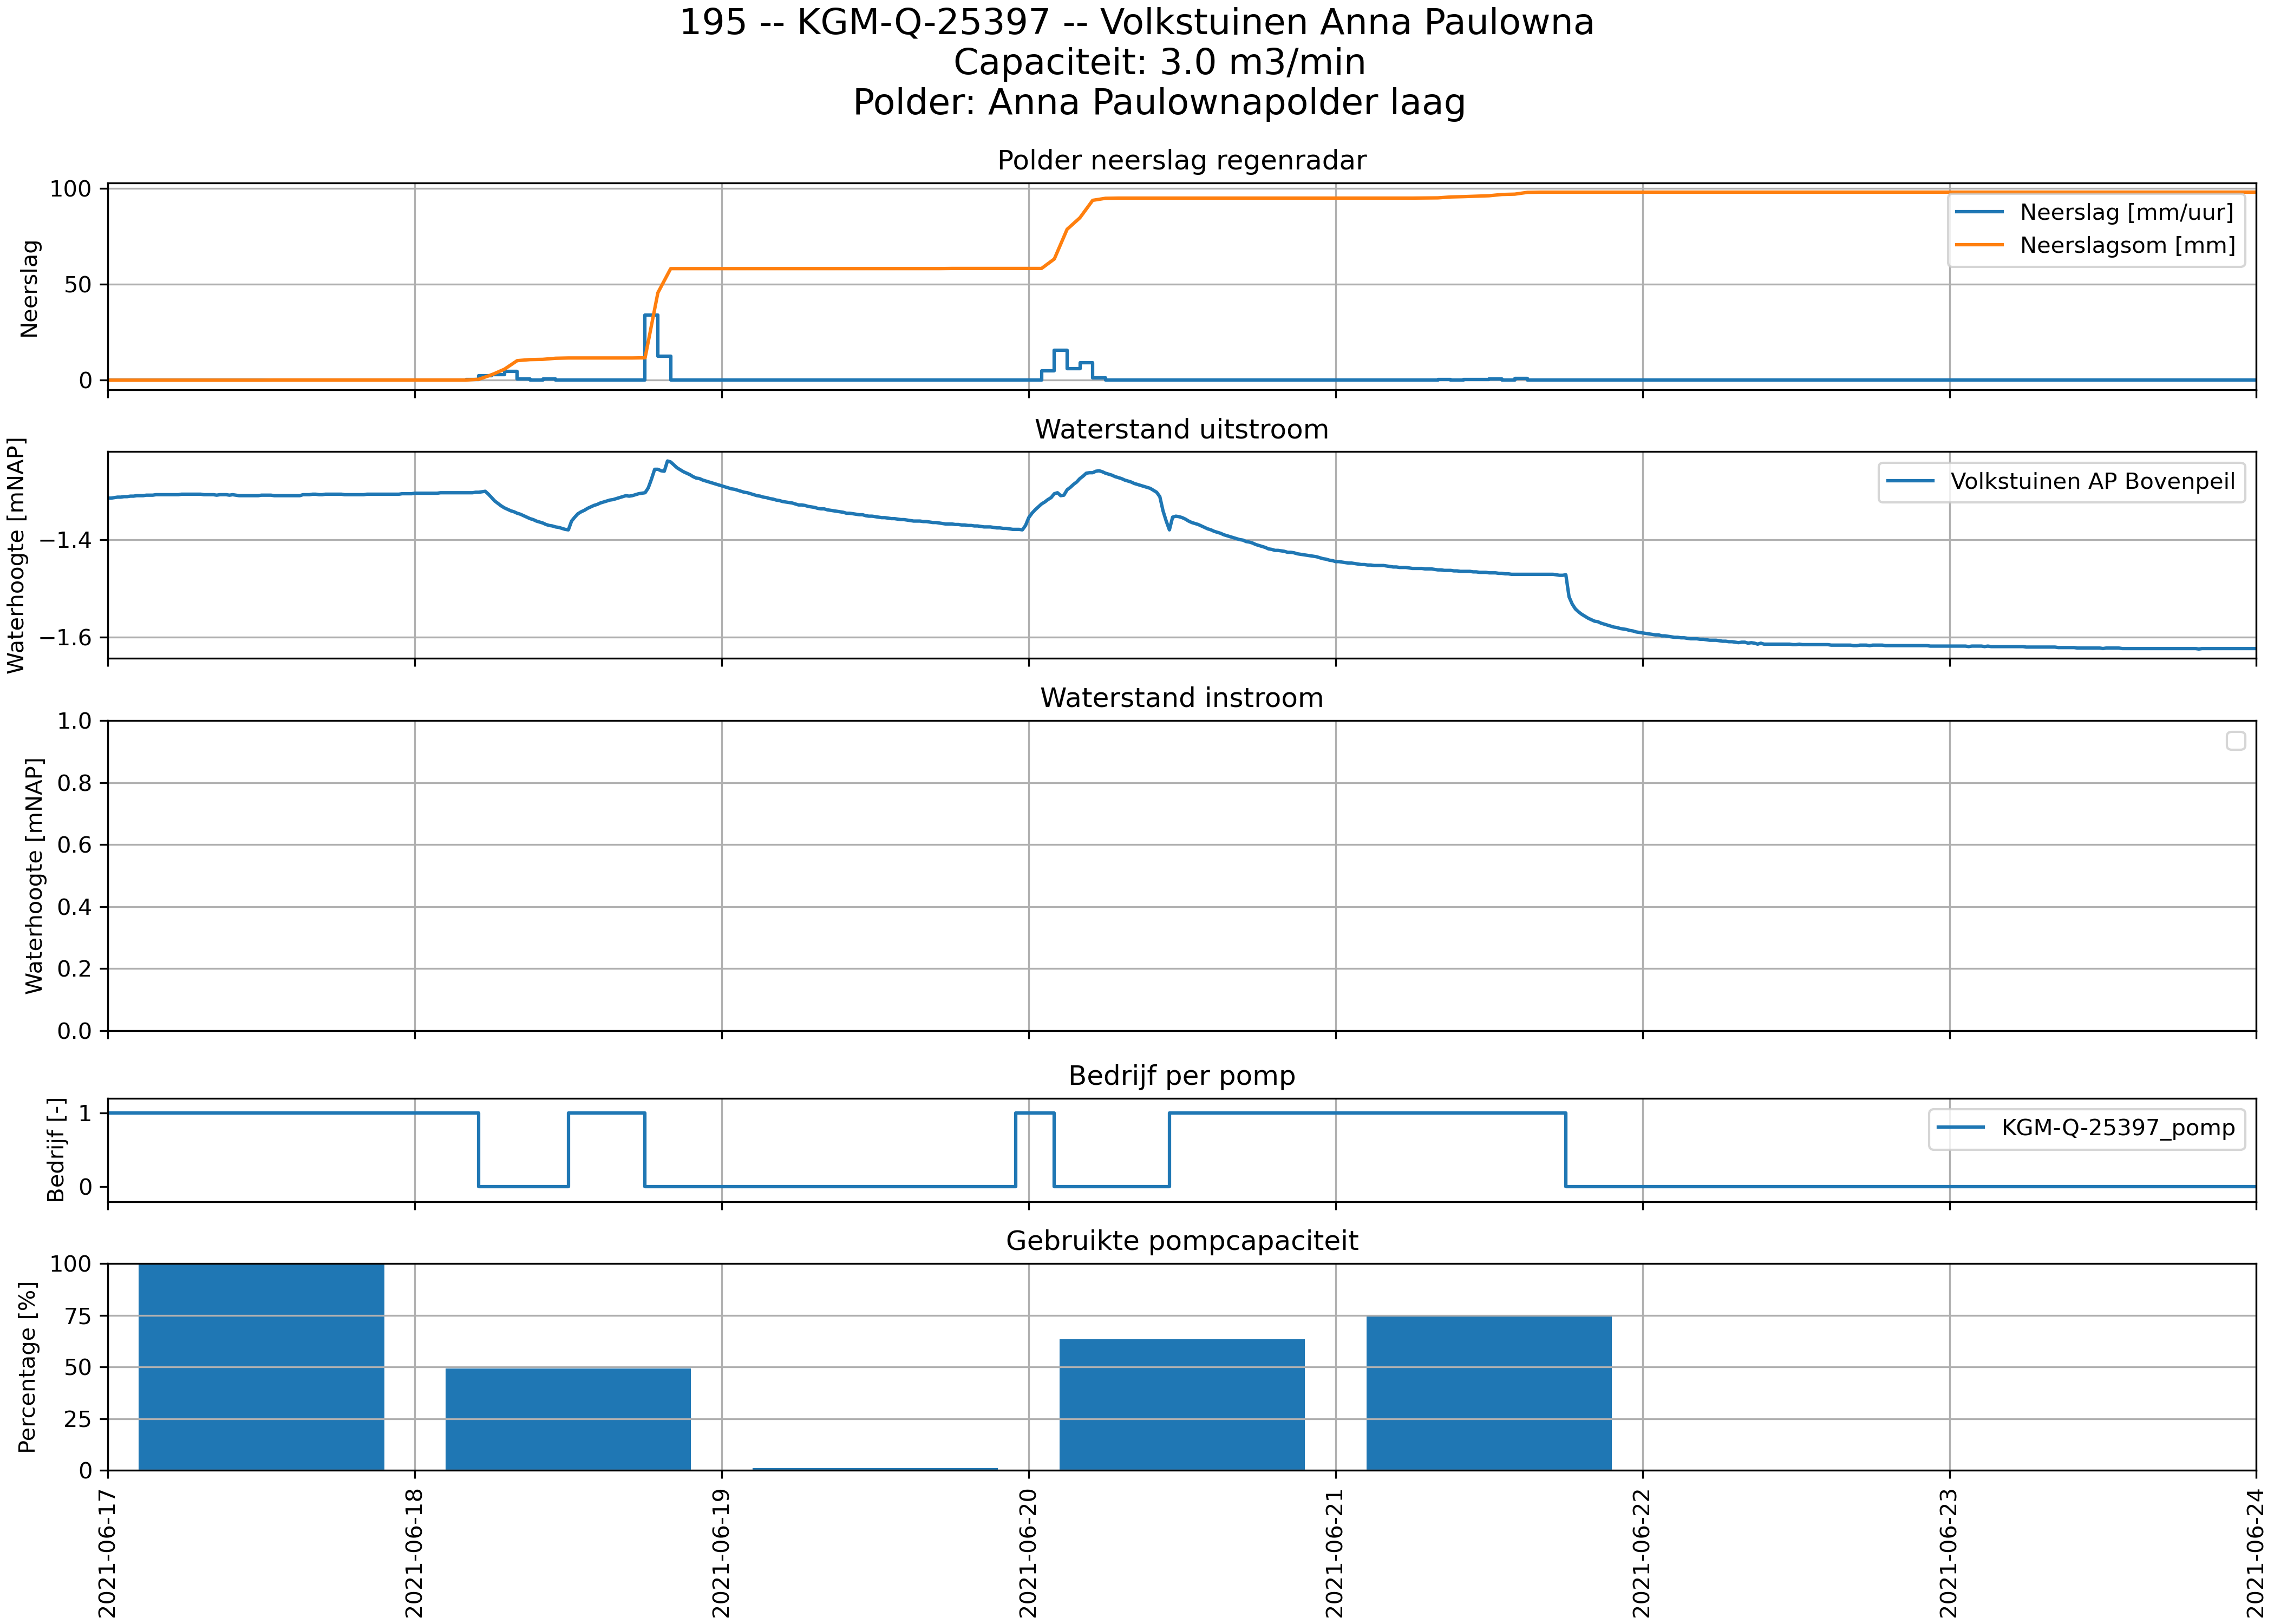 195 -- KGM-Q-25397 -- Volkstuinen Anna Paulowna
Capaciteit: 3.0 m3/min
Polder: Anna Paulownapolder laag
Polder neerslag regenradar
Neerslag
100
50
0
Neerslag [mm/uur]
Neerslagsom [mm]
Waterstand uitstroom
Waterhoogte [mNAP]
−1.4
−1.6
Volkstuinen AP Bovenpeil
Waterstand instroom
Waterhoogte [mNAP]
1.0
0.8
0.6
0.4
0.2
0.0
Bedrijf per pomp
Bedrijf [-]
1
0
KGM-Q-25397_pomp
Gebruikte pompcapaciteit
Percentage [%]
100
75
50
25
0
2021-06-17
2021-06-18
2021-06-19
2021-06-20
2021-06-21
2021-06-22
2021-06-23
2021-06-24